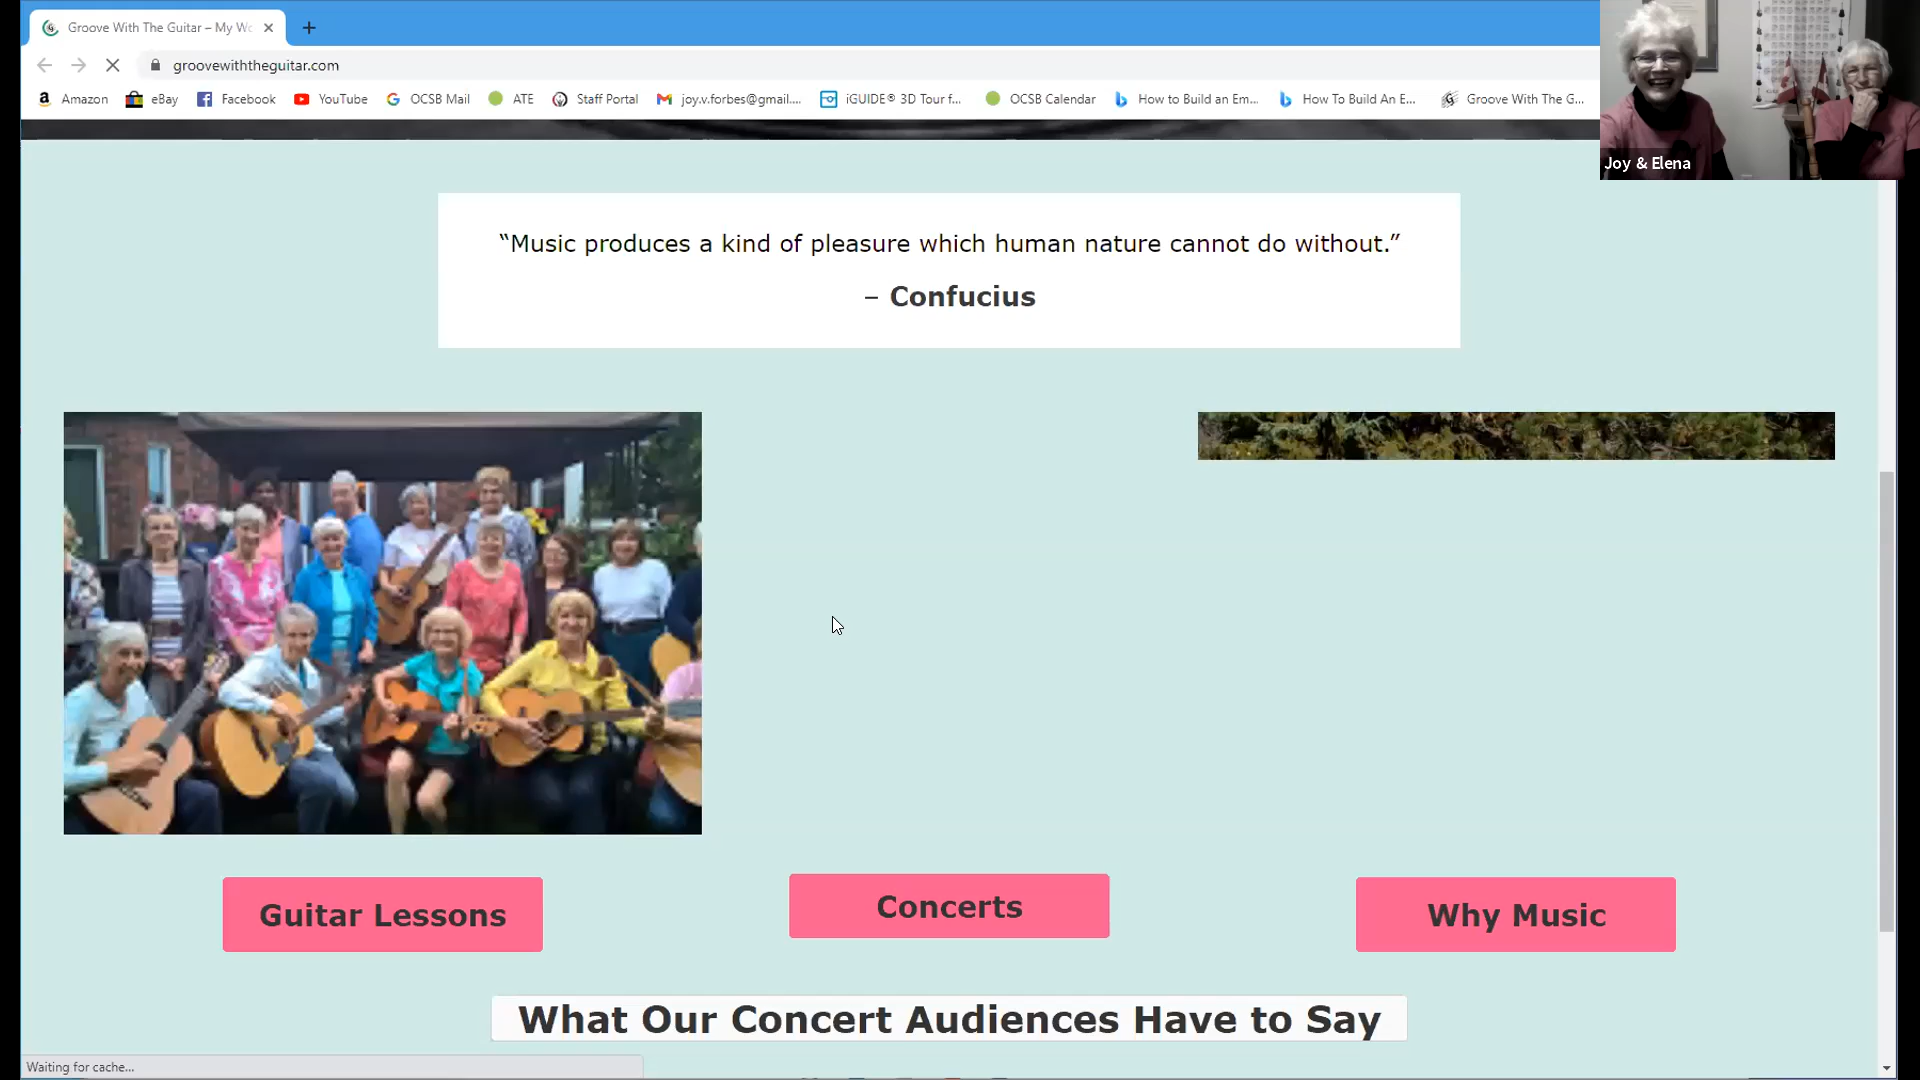 Groove With The Guitar – My Wo
groovewiththeguitar.com
Amazon
eBay
Facebook
YouTube
OCSB Mail
ATE
Staff Portal
joy.v.forbes@gmail....
iGUIDE® 3D Tour f...
OCSB Calendar
How to Build an Em...
How To Build An E...
Groove With The G...
Joy & Elena
“Music produces a kind of pleasure which human nature cannot do without.”
– Confucius
Guitar Lessons
Concerts
Why Music
What Our Concert Audiences Have to Say
Waiting for cache...